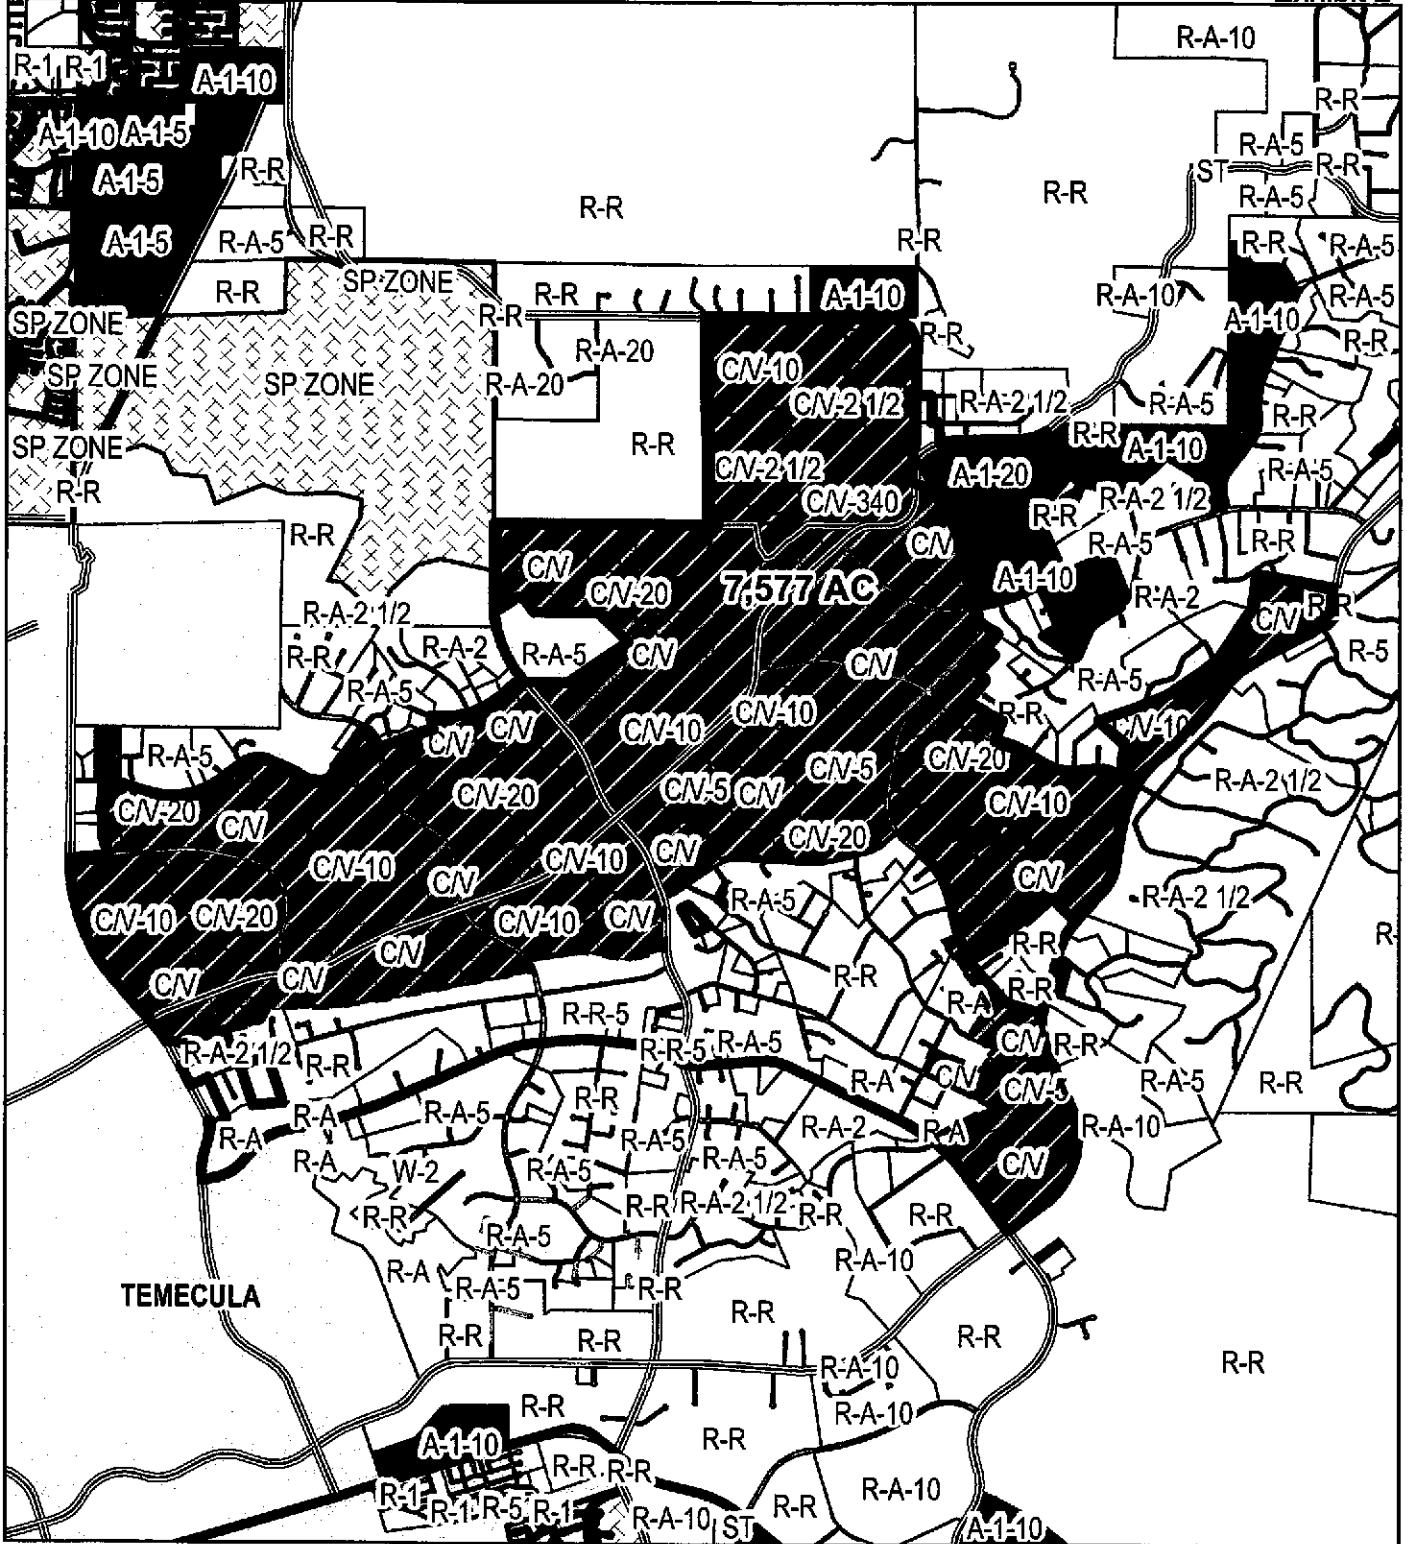 R-A-10
R-1 R-1
A-1-10
R-R
A-1-10 A-1-5
R-A-5
R-R
ST
R-R
A-1-5
R-R
R-A-5
R-R
A-1-5
R-A-5
R-R
R-R
R-R
R-A-5
SP ZONE
R-R
R-R
A-1-10
R-A-10
R-A-5
R-R
SP ZONE
A-1-10
R-R
R-R
R-A-20
SP ZONE
SP ZONE
R-A-20
C/V-10
C/V-2 1/2
R-A-2 1/2
R-A-5
R-R
SP ZONE
R-R
R-R
A-1-10
C/V-2 1/2
A-1-20
R-A-5
R-R
C/V-340
R-A-2 1/2
R-R
R-R
C/V
R-A-5
R-R
C/V
C/V-20
7,577 AC
A-1-10
R-A-2
R-R
C/V
R-A-2 1/2
R-R
R-A-2
R-A-5
C/V
C/V
R-5
R-A-5
R-A-5
R-R
C/V-10
C/V-10
C/V
C/V
C/V-10
R-A-5
C/V-20
C/V-5
C/V-5 C/V
R-A-2 1/2
C/V-20
C/V-20
C/V-10
C/V
C/V-20
C/V-10
C/V-10
C/V
C/V
C/V
R-A-5
R-A-2 1/2
C/V-10
C/V-20
C/V-10
C/V
R-
C/V
R-R
C/V
C/V
R-R
R-R
R-A
R-R-5
R-A-2 1/2
R-R
R-R-5
R-A-5
C/V
R-R
R-A
C/V
C/V-5
R-A-5
R-R
R-R
R-A
R-A-5
R-A
R-A-5
R-A-2
R-A
R-A-10
R-A
W-2
R-A-5
R-A-5
C/V
R-R
R-R
R-A-2 1/2
R-R
R-R
R-A-5
R-A-10
R-A
R-A-5
R-R
TEMECULA
R-R
R-R
R-R
R-R
R-R
R-A-10
R-R
R-A-10
A-1-10
R-R
R-R
R-R
R-A-10
R-1
R-1
R-5
R-1
R-A-10
ST
R-R
A-1-10